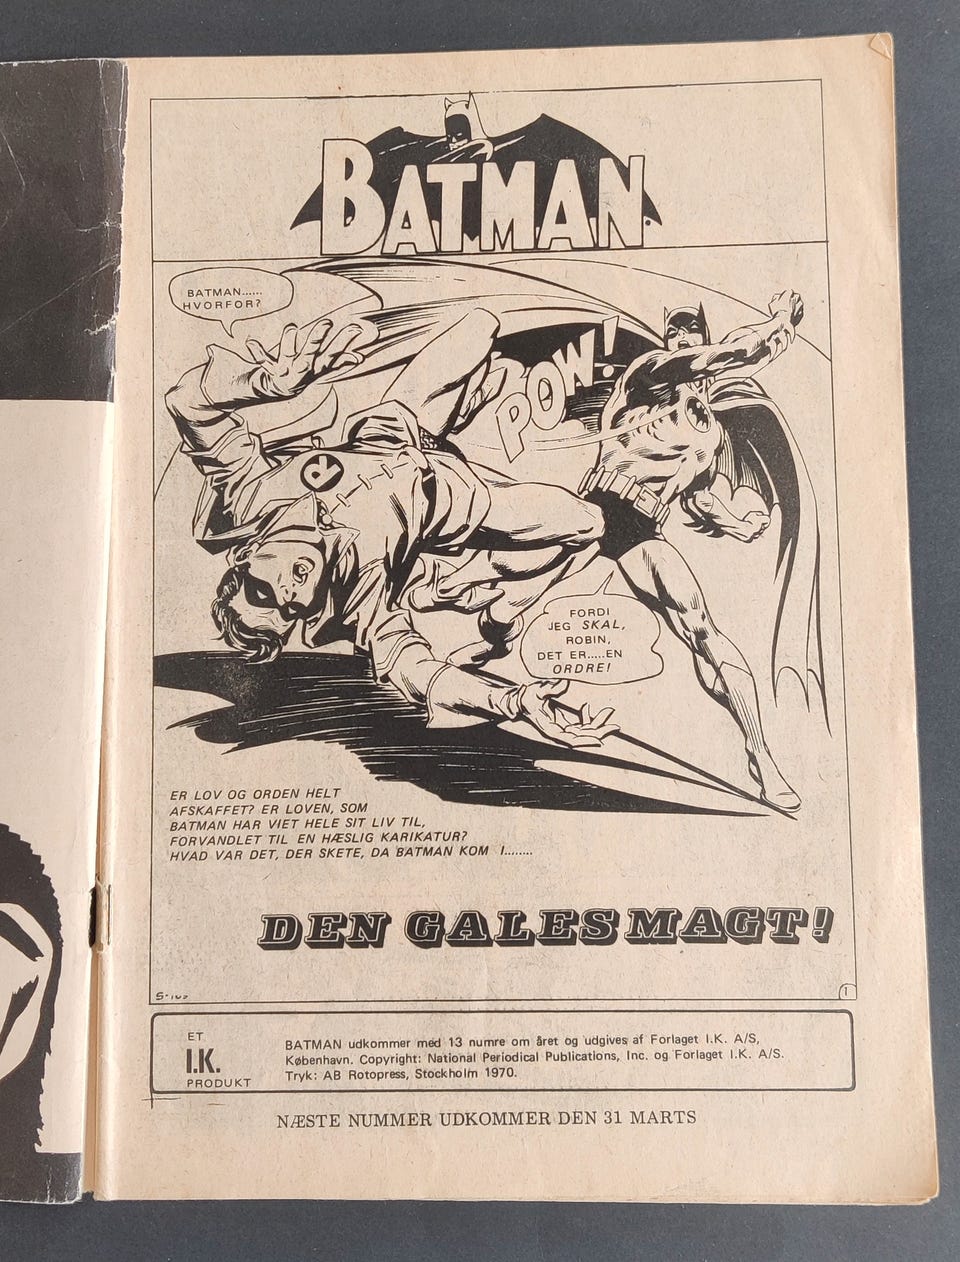 BATMAN
BATMAN......
HVORFOR?
POW!
R
FORDI
JEG SKAL,
ROBIN,
DET ER.....EN
ORDRE!
ER LOV OG ORDEN HELT
AFSKAFFET? ER LOVEN, SOM
BATMAN HAR VIET HELE SIT LIV TIL,
FORVANDLET TIL EN HÆSLIG KARIKATUR?
HVAD VAR DET, DER SKETE, DA BATMAN KOM I........
DEN GALES MAGT!
1
ET
I.K.
PRODUKT
BATMAN udkommer med 13 numre om året og udgives af Forlaget I.K. A/S,
København. Copyright: National Periodical Publications, Inc. og Forlaget I.K. A/S.
Tryk: AB Rotopress, Stockholm 1970.
NÆSTE NUMMER UDKOMMER DEN 31 MARTS